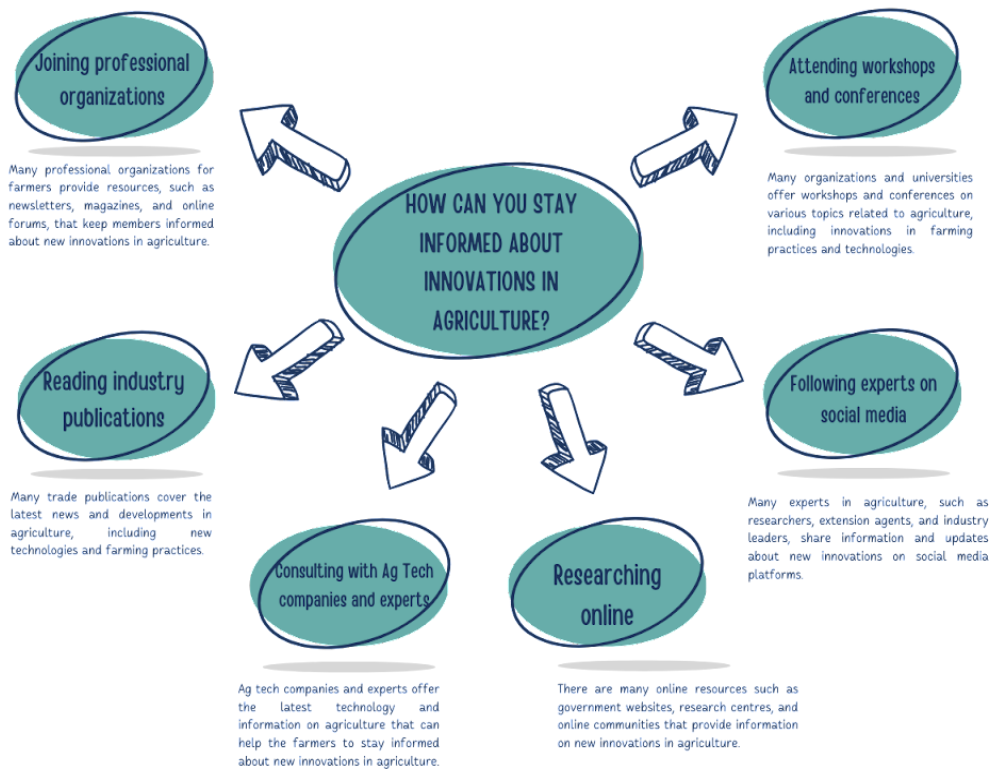 HOW CAN YOU STAY
INFORMED ABOUT
INNOVATIONS IN
AGRICULTURE?
Joining professional
organizations
Many professional organizations for
farmers provide resources, such as
newsletters, magazines, and online
forums, that keep members informed
about new innovations in agriculture.
Attending workshops
and conferences
Many organizations and universities
offer workshops and conferences on
various topics related to agriculture,
including innovations in farming
practices and technologies.
Reading industry
publications
Many trade publications cover the
latest news and developments in
agriculture, including new
technologies and farming practices.
Following experts on
social media
Many experts in agriculture, such as
researchers, extension agents, and industry
leaders, share information and updates
about new innovations on social media
platforms.
Consulting with Ag Tech
companies and experts
Ag tech companies and experts offer
the latest technology and
information on agriculture that can
help the farmers to stay informed
about new innovations in agriculture.
Researching
online
There are many online resources such as
government websites, research centres, and
online communities that provide information
on new innovations in agriculture.